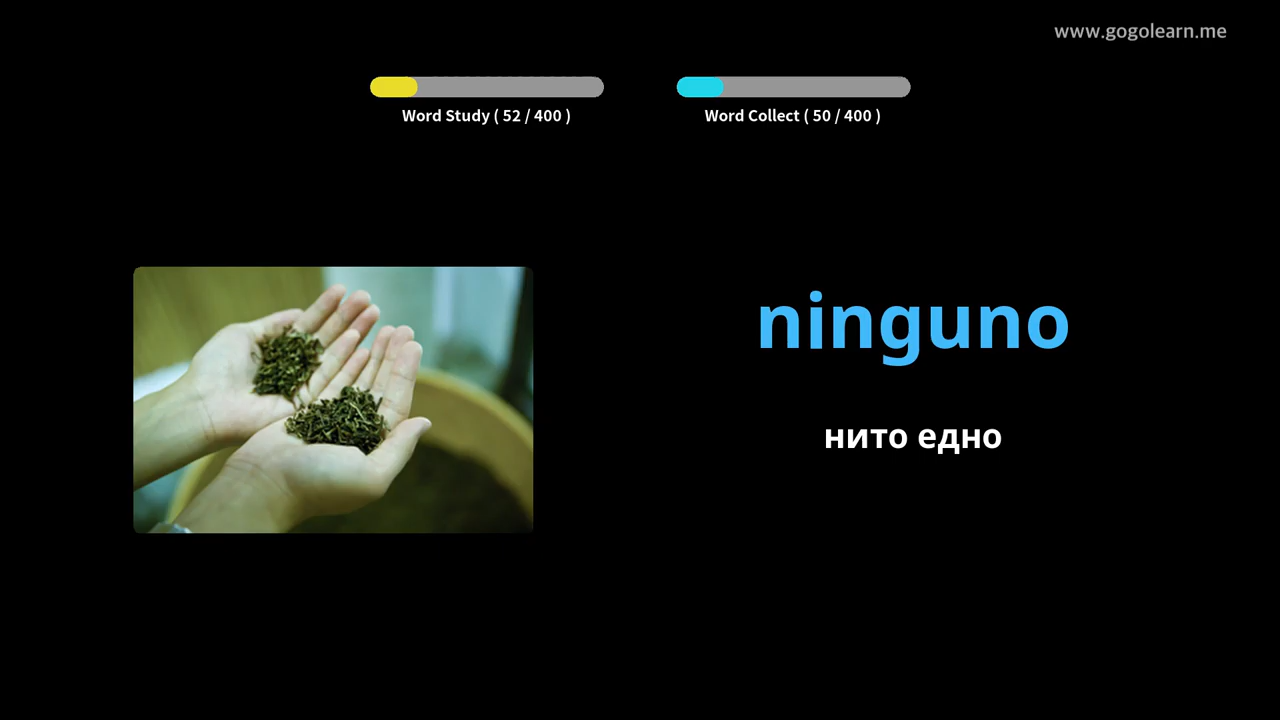 www.gogolearn.me
Word Study ( 52 / 400 )
Word Collect ( 50 / 400 )
ninguno
нито едно